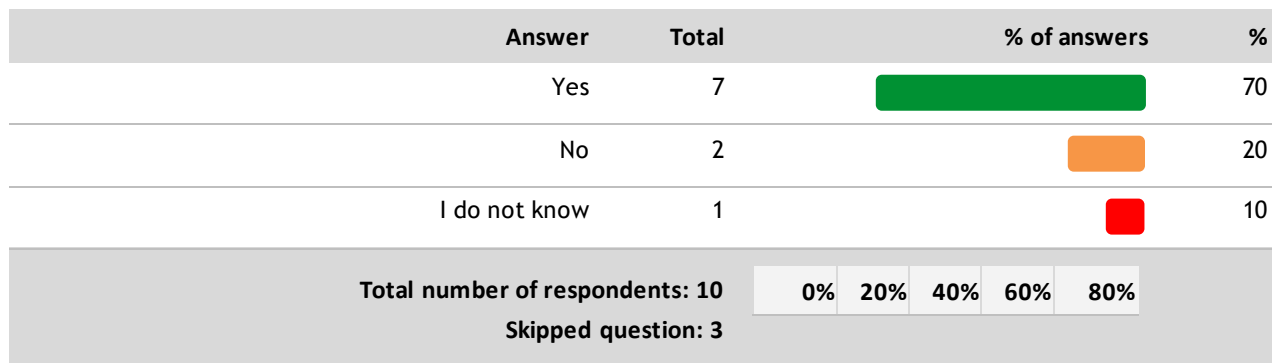 Answer Total % of answers %
Yes 7 70
No 2 20
I do not know 1 10
Total number of respondents: 10 0% 20% 40% 60% 80%
Skipped question: 3